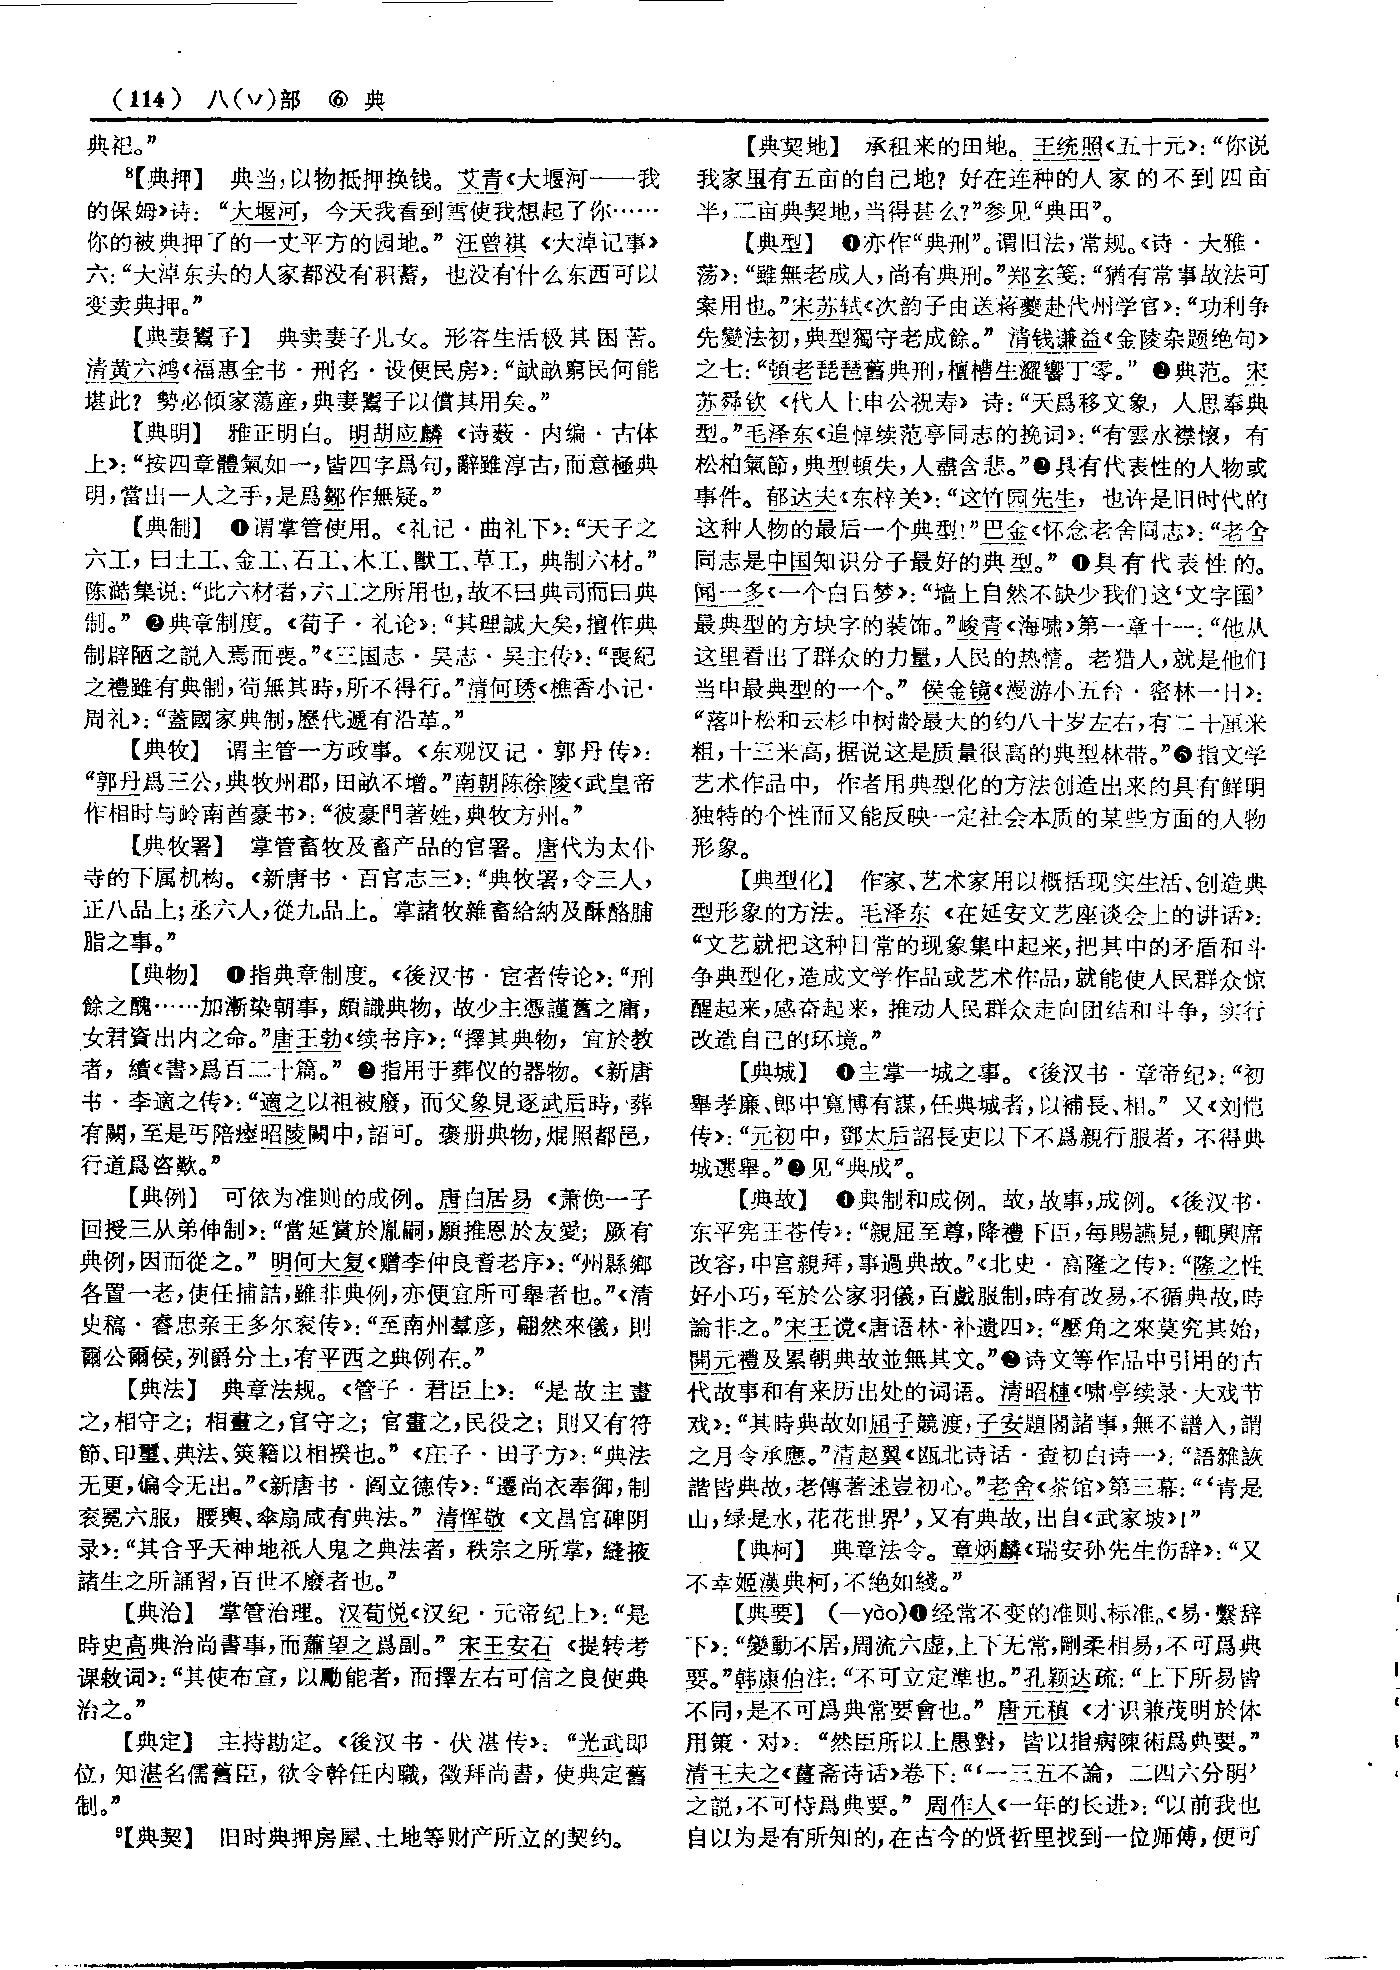 (114) 八(丷)部 ⑥ 典
典祀。”
⁸【典押】 典当,以物抵押换钱。艾青《大堰河——我
的保姆》诗：“大堰河，今天我看到雪使我想起了你……
你的被典押了的一丈平方的园地。”汪曾祺《大淖记事》
六：“大淖东头的人家都没有积蓄，也没有什么东西可以
变卖典押。”
【典妻鬻子】 典卖妻子儿女。形容生活极其困苦。
清黄六鸿《福惠全书·刑名·设便民房》：“試歈窮民何能
堪此？勢必傾家蕩産,典妻鬻子以償其用矣。”
【典明】 雅正明白。明胡应麟《诗薮·内编·古体
上》：“按四章體氣如一,皆四字爲句,辭雖淳古,而意極典
明,當出一人之手,是爲鄒作無疑。”
【典制】 ❶谓掌管使用。《礼记·曲礼下》：“天子之
六工，曰土工、金工、石工、木工、獸工、草工，典制六材。”
陈澔集说：“此六材者,六工之所用也,故不曰典司而曰典
制。” ❷典章制度。《荀子·礼论》：“其理誠大矣,擅作典
制辟陋之説入焉而喪。”《三国志·吴志·吴主传》：“喪紀
之禮雖有典制,苟無其時,所不得行。”清何琇《樵香小记·
周礼》：“蓋國家典制,歷代遞有沿革。”
【典牧】 谓主管一方政事。《东观汉记·郭丹传》：
“郭丹爲三公,典牧州郡,田畝不增。”南朝陈徐陵《武皇帝
作相时与岭南酋豪书》：“彼豪門著姓,典牧方州。”
【典牧署】 掌管畜牧及畜产品的官署。唐代为太仆
寺的下属机构。《新唐书·百官志三》：“典牧署,令三人，
正八品上；丞六人,從九品上。掌諸牧雜畜給納及酥酪脯
脂之事。”
【典物】 ❶指典章制度。《後汉书·宦者传论》：“刑
餘之醜……加漸染朝事，頗識典物，故少主憑謹舊之庸，
女君資出内之命。”唐王勃《续书序》：“擇其典物，宜於教
者，續《書》爲百二十篇。” ❷指用于葬仪的器物。《新唐
书·李適之传》：“適之以祖被廢，而父象見逐武后時，葬
有闕,至是丐陪瘞昭陵闕中,詔可。褒册典物,焜照都邑，
行道爲咨歎。”
【典例】 可依为准则的成例。唐白居易《萧俛一子
回授三从弟伸制》：“當延賞於胤嗣,願推恩於友愛；厥有
典例,因而從之。” 明何大复《赠李仲良耆老序》：“州縣鄉
各置一老,使任捕詰,雖非典例,亦便宜所可舉者也。”《清
史稿·睿忠亲王多尔衮传》：“至南州羣彦，翩然來儀，則
爾公爾侯,列爵分土,有平西之典例在。”
【典法】 典章法规。《管子·君臣上》：“是故主畫
之,相守之；相畫之,官守之；官畫之,民役之；則又有符
節、印璽、典法、筴籍以相揆也。”《庄子·田子方》：“典法
无更,偏令无出。”《新唐书·阎立德传》：“遷尚衣奉御,制
衮冕六服，腰輿、傘扇咸有典法。”清恽敬《文昌宫碑阴
录》：“其合乎天神地祇人鬼之典法者，秩宗之所掌，縫掖
諸生之所誦習,百世不廢者也。”
【典治】 掌管治理。汉荀悦《汉纪·元帝纪上》：“是
時史高典治尚書事,而蕭望之爲副。”宋王安石《提转考
课敕词》：“其使布宣，以勵能者，而擇左右可信之良使典
治之。”
【典定】 主持勘定。《後汉书·伏湛传》：“光武即
位，知湛名儒舊臣，欲令幹任内職，徵拜尚書，使典定舊
制。”
⁹【典契】 旧时典押房屋、土地等财产所立的契约。
【典契地】 承租来的田地。王统照《五十元》：“你说
我家里有五亩的自己地？好在连种的人家的不到四亩
半,二亩典契地,当得甚么？”参见“典田”。
【典型】 ❶亦作“典刑”。谓旧法,常规。《诗·大雅·
荡》：“雖無老成人,尚有典刑。”郑玄笺：“猶有常事故法可
案用也。”宋苏轼《次韵子由送蒋夔赴代州学官》：“功利争
先變法初,典型獨守老成餘。” 清钱谦益《金陵杂题绝句》
之七：“頓老琵琶舊典刑,檀槽生澀響丁零。” ❷典范。宋
苏舜钦《代人上申公祝寿》诗：“天爲移文象，人思奉典
型。”毛泽东《追悼续范亭同志的挽词》：“有雲水襟懷，有
松柏氣節,典型頓失,人盡含悲。”❸具有代表性的人物或
事件。郁达夫《东梓关》：“这竹园先生，也许是旧时代的
这种人物的最后一个典型！”巴金《怀念老舍同志》：“老舍
同志是中国知识分子最好的典型。” ❹具有代表性的。
闻一多《一个白日梦》：“墙上自然不缺少我们这‘文字国’
最典型的方块字的装饰。”峻青《海啸》第一章十一：“他从
这里看出了群众的力量,人民的热情。老猎人,就是他们
当中最典型的一个。” 侯金镜《漫游小五台·密林一日》：
“落叶松和云杉中树龄最大的约八十岁左右,有二十厘米
粗,十三米高,据说这是质量很高的典型林带。”❺指文学
艺术作品中，作者用典型化的方法创造出来的具有鲜明
独特的个性而又能反映一定社会本质的某些方面的人物
形象。
【典型化】 作家、艺术家用以概括现实生活、创造典
型形象的方法。毛泽东《在延安文艺座谈会上的讲话》：
“文艺就把这种日常的现象集中起来,把其中的矛盾和斗
争典型化,造成文学作品或艺术作品,就能使人民群众惊
醒起来,感奋起来，推动人民群众走向团结和斗争，实行
改造自己的环境。”
【典城】 ❶主掌一城之事。《後汉书·章帝纪》：“初
舉孝廉、郎中寬博有謀,任典城者,以補長、相。” 又《刘恺
传》：“元初中，鄧太后詔長吏以下不爲親行服者，不得典
城選舉。”❷见“典成”。
【典故】 ❶典制和成例。故,故事,成例。《後汉书·
东平宪王苍传》：“親屈至尊,降禮下臣,每賜讌見,輒興席
改容,中宫親拜,事過典故。”《北史·高隆之传》：“隆之性
好小巧,至於公家羽儀,百戲服制,時有改易,不循典故,時
論非之。”宋王谠《唐语林·补遗四》：“壓角之來莫究其始，
開元禮及累朝典故並無其文。”❷诗文等作品中引用的古
代故事和有来历出处的词语。清昭槤《啸亭续录·大戏节
戏》：“其時典故如屈子競渡,子安題閣諸事,無不譜入,謂
之月令承應。”清赵翼《瓯北诗话·查初白诗一》：“語雜詼
諧皆典故,老傳著述豈初心。”老舍《茶馆》第三幕：“‘青是
山,绿是水,花花世界’,又有典故,出自《武家坡》！”
【典柯】 典章法令。章炳麟《瑞安孙先生伤辞》：“又
不幸姬漢典柯,不绝如綫。”
【典要】 (—yào)❶经常不变的准则、标准。《易·繫辞
下》：“變動不居,周流六虚,上下无常,剛柔相易,不可爲典
要。”韩康伯注：“不可立定準也。”孔颖达疏：“上下所易皆
不同,是不可爲典常要會也。” 唐元稹《才识兼茂明於体
用策·对》：“然臣所以上愚對，皆以指病陳術爲典要。”
清王夫之《薑斋诗话》卷下：“‘一三五不論，二四六分明’
之説,不可恃爲典要。” 周作人《一年的长进》：“以前我也
自以为是有所知的,在古今的贤哲里找到一位师傅,便可